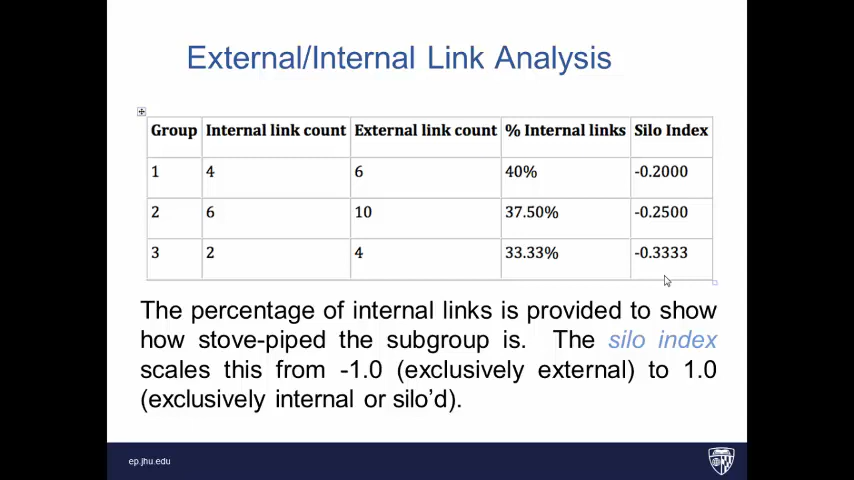 External/Internal Link Analysis
Group Internal link count External link count % Internal links Silo Index
1 4 6 40% -0.2000
2 6 10 37.50% -0.2500
3 2 4 33.33% -0.3333
The percentage of internal links is provided to show
how stove-piped the subgroup is. The silo index
scales this from -1.0 (exclusively external) to 1.0
(exclusively internal or silo’d).
ep.jhu.edu